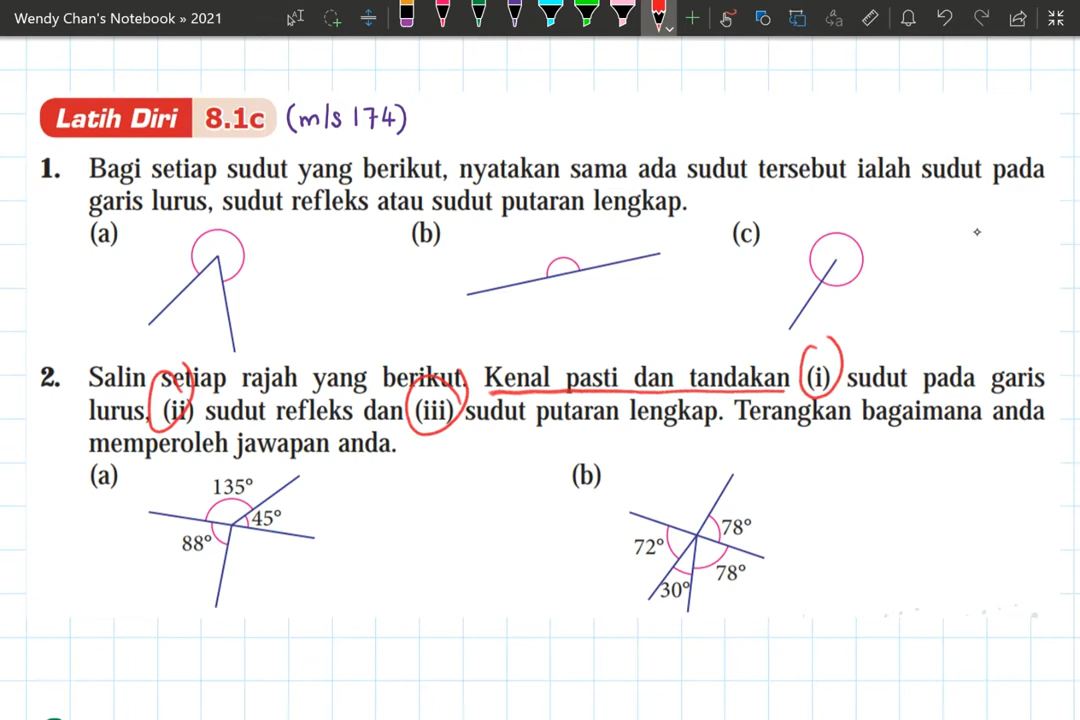 Wendy Chan's Notebook » 2021
Latih Diri 8.1c (m/s 174)
1. Bagi setiap sudut yang berikut, nyatakan sama ada sudut tersebut ialah sudut pada
garis lurus, sudut refleks atau sudut putaran lengkap.
(a) (b) (c)
2. Salin setiap rajah yang berikut. Kenal pasti dan tandakan (i) sudut pada garis
lurus, (ii) sudut refleks dan (iii) sudut putaran lengkap. Terangkan bagaimana anda
memperoleh jawapan anda.
(a) (b)
135°
45°
88°
78°
72°
78°
30°